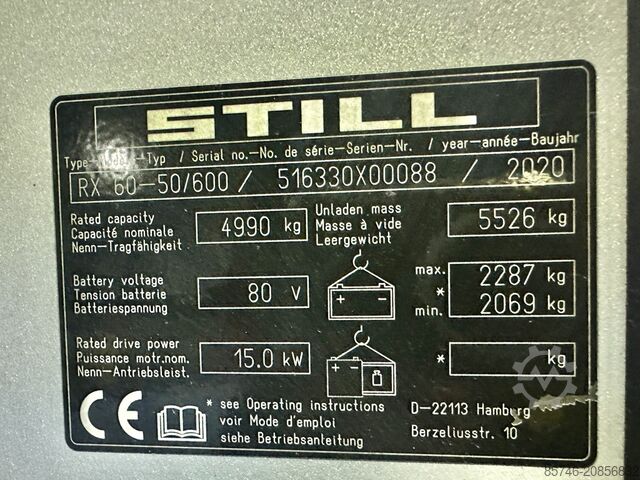 STILL
Type-Modèle-Typ / Serial no.-No. de série-Serien-Nr. / year-année-Baujahr
RX 60-50/600 / 516330X00088 / 2020
Rated capacity
Capacité nominale
Nenn-Tragfähigkeit
4990 kg
Unladen mass
Masse à vide
Leergewicht
5526 kg
Battery voltage
Tension batterie
Batteriespannung
80 V
max. 2287 kg
*
min. 2069 kg
Rated drive power
Puissance motr.nom.
Nenn-Antriebsleist.
15.0 kW
* kg
CE
* see Operating instructions
voir Mode d'emploi
siehe Betriebsanleitung
D-22113 Hamburg
Berzeliusstr. 10